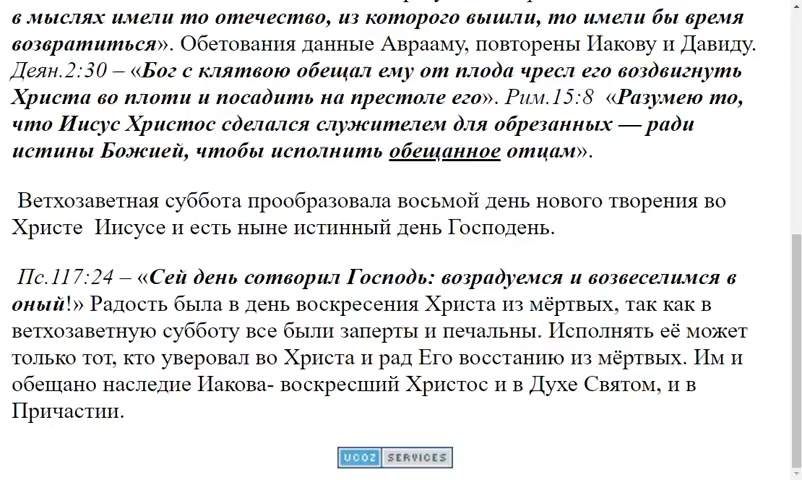 в мыслях имели то отечество, из которого вышли, то имели бы время
возвратиться». Обетования данные Аврааму, повторены Иакову и Давиду.
Деян.2:30 – «Бог с клятвою обещал ему от плода чресл его воздвигнуть
Христа во плоти и посадить на престоле его». Рим.15:8 «Разумею то,
что Иисус Христос сделался служителем для обрезанных — ради
истины Божией, чтобы исполнить обещанное отцам».
Ветхозаветная суббота прообразовала восьмой день нового творения во
Христе Иисусе и есть ныне истинный день Господень.
Пс.117:24 – «Сей день сотворил Господь: возрадуемся и возвеселимся в
оный!» Радость была в день воскресения Христа из мёртвых, так как в
ветхозаветную субботу все были заперты и печальны. Исполнять её может
только тот, кто уверовал во Христа и рад Его восстанию из мёртвых. Им и
обещано наследие Иакова- воскресший Христос и в Духе Святом, и в
Причастии.
UCOZ SERVICES